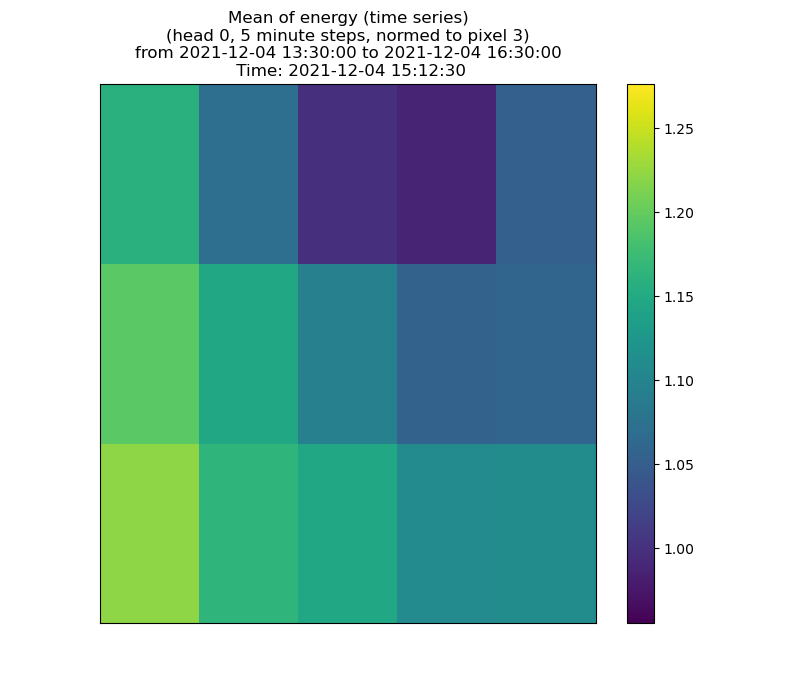 Mean of energy (time series)
(head 0, 5 minute steps, normed to pixel 3)
from 2021-12-04 13:30:00 to 2021-12-04 16:30:00
Time: 2021-12-04 15:12:30
1.25
1.20
1.15
1.10
1.05
1.00